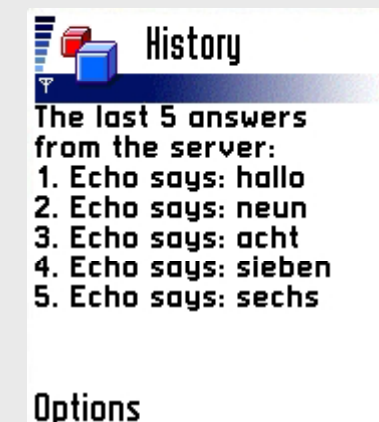 History
The last 5 answers
from the server:
1. Echo says: hallo
2. Echo says: neun
3. Echo says: acht
4. Echo says: sieben
5. Echo says: sechs
Options